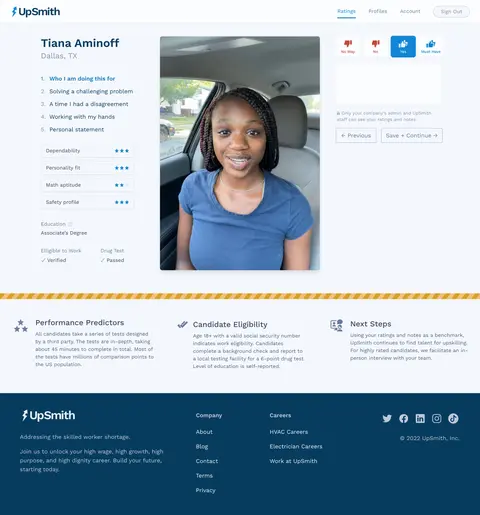 UpSmith
Ratings
Profiles
Account
Sign Out
Tiana Aminoff
Dallas, TX
1. Who I am doing this for
2. Solving a challenging problem
3. A time I had a disagreement
4. Working with my hands
5. Personal statement
Dependability
Personality fit
Math aptitude
Safety profile
Education
Associate's Degree
Eligible to Work
Drug Test
✓ Verified
✓ Passed
No Way
No
Yes
Must Have
Only your company's admin and UpSmith
staff can see your ratings and notes
← Previous
Save + Continue →
Performance Predictors
All candidates take a series of tests designed
by a third party. The tests are in-depth, taking
about 45 minutes to complete in total. Most of
the tests have millions of comparison points to
the US population.
Candidate Eligibility
Age 18+ with a valid social security number
indicates work eligibility. Candidates
complete a background check and report to
a local testing facility for a 6-point drug test
Level of education is self-reported.
Next Steps
Using your ratings and notes as a benchmark,
UpSmith continues to find talent for upskilling.
For highly rated candidates, we facilitate an in-
person interview with your team.
UpSmith
Addressing the skilled worker shortage.
Join us to unlock your high wage, high growth, high
purpose, and high dignity career. Build your future,
starting today.
Company
About
Blog
Contact
Terms
Privacy
Careers
HVAC Careers
Electrician Careers
Work at UpSmith
© 2022 UpSmith, Inc.